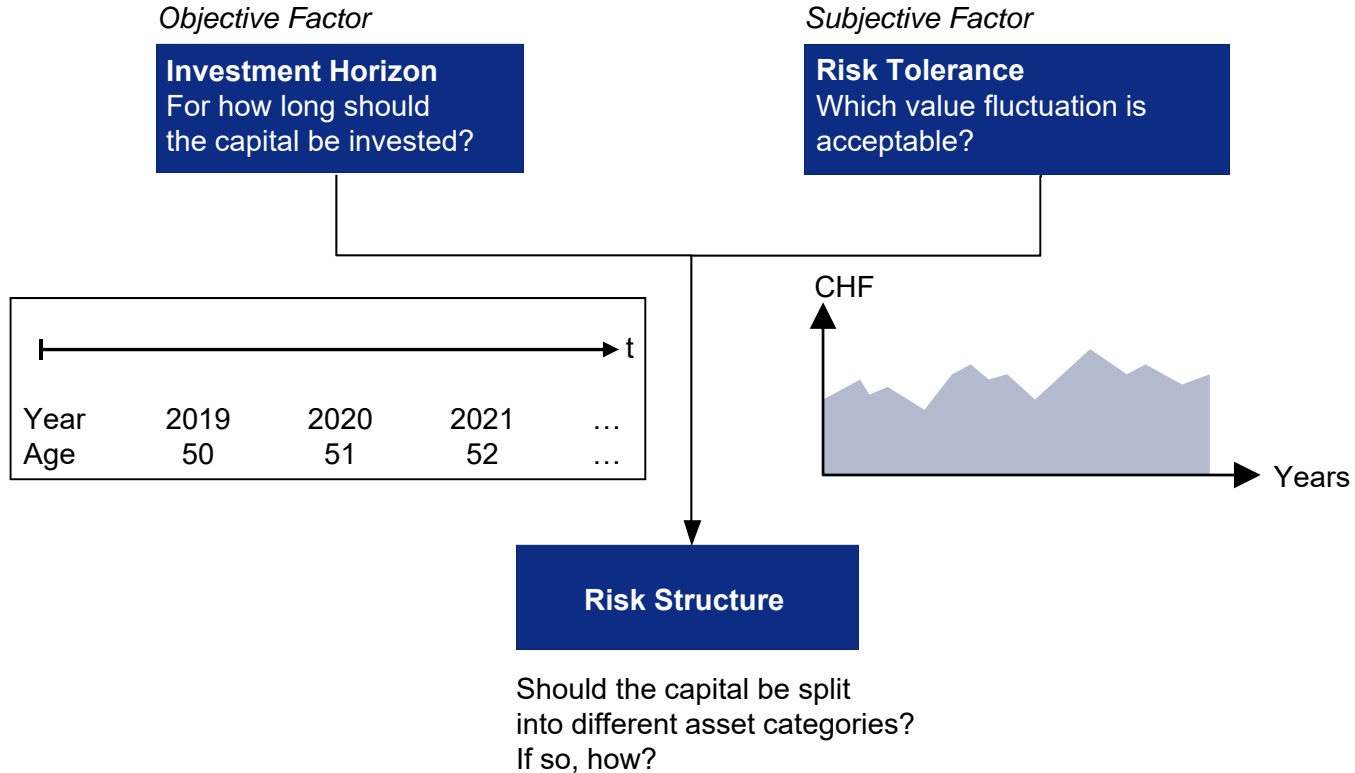 Objective Factor
Subjective Factor
Investment Horizon
For how long should
the capital be invested?
Risk Tolerance
Which value fluctuation is
acceptable?
t
Year 2019 2020 2021 …
Age 50 51 52 …
CHF
Years
Risk Structure
Should the capital be split
into different asset categories?
If so, how?